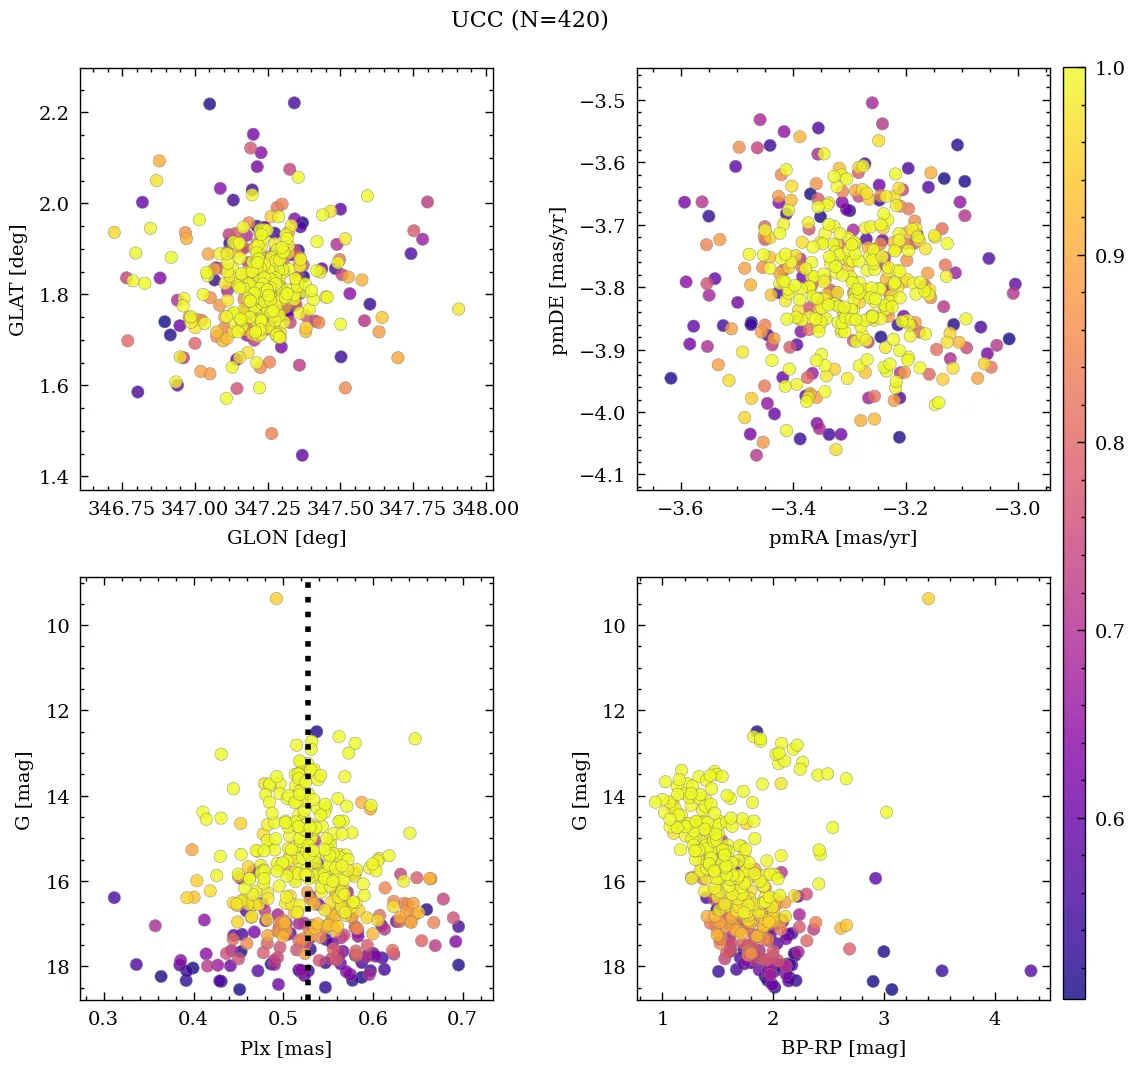 UCC (N=420)
2.2
2.0
1.8
1.6
1.4
GLAT [deg]
346.75 347.00 347.25 347.50 347.75 348.00
GLON [deg]
−3.5
−3.6
−3.7
−3.8
−3.9
−4.0
−4.1
pmDE [mas/yr]
−3.6 −3.4 −3.2 −3.0
pmRA [mas/yr]
1.0
0.9
0.8
0.7
0.6
10
12
14
16
18
G [mag]
0.3 0.4 0.5 0.6 0.7
Plx [mas]
10
12
14
16
18
G [mag]
1 2 3 4
BP-RP [mag]